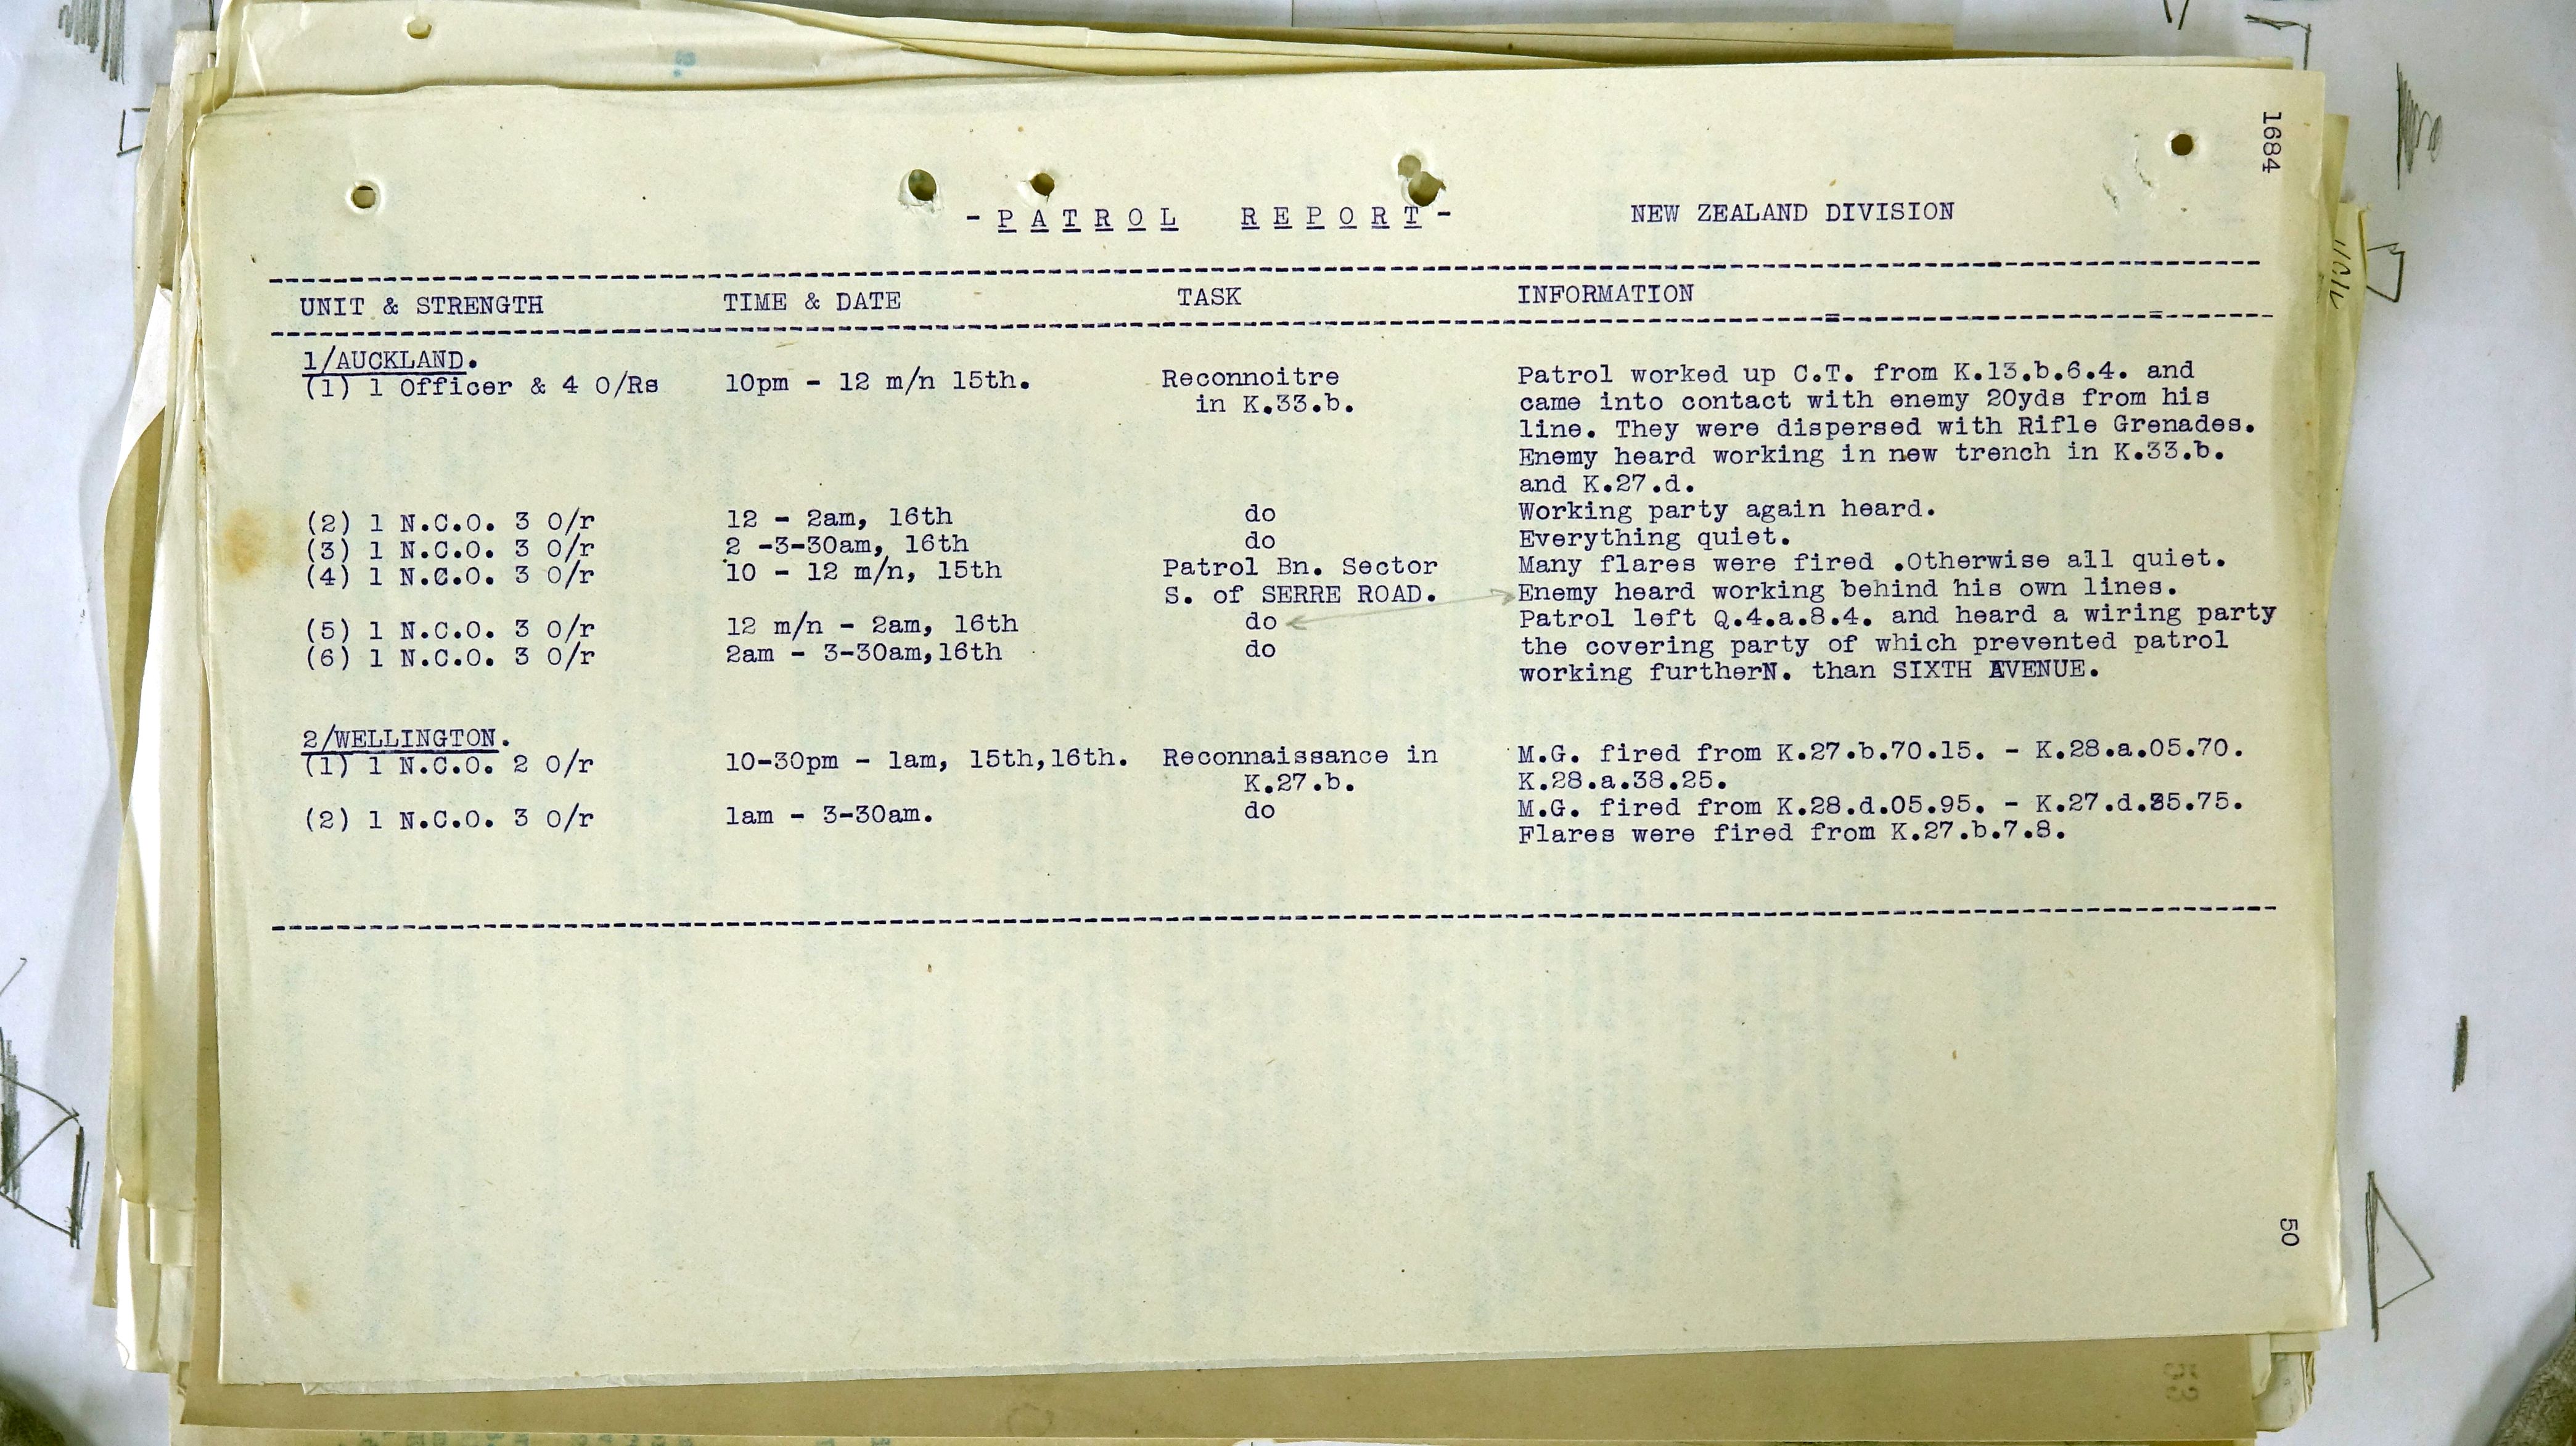 1684
- P A T R O L   R E P O R T -   NEW ZEALAND DIVISION
UNIT & STRENGTH   TIME & DATE   TASK   INFORMATION
1/AUCKLAND.
(1) 1 Officer & 4 O/Rs   10pm - 12 m/n 15th.   Reconnoitre   Patrol worked up C.T. from K.13.b.6.4. and
in K.33.b.   came into contact with enemy 20yds from his
line. They were dispersed with Rifle Grenades.
Enemy heard working in new trench in K.33.b.
and K.27.d.
(2) 1 N.C.O. 3 O/r   12 - 2am, 16th   do   Working party again heard.
(3) 1 N.C.O. 3 O/r   2 -3-30am, 16th   do   Everything quiet.
(4) 1 N.C.O. 3 O/r   10 - 12 m/n, 15th   Patrol Bn. Sector   Many flares were fired .Otherwise all quiet.
S. of SERRE ROAD.   Enemy heard working behind his own lines.
(5) 1 N.C.O. 3 O/r   12 m/n - 2am, 16th   do   Patrol left Q.4.a.8.4. and heard a wiring party
(6) 1 N.C.O. 3 O/r   2am - 3-30am,16th   do   the covering party of which prevented patrol
working furtherN. than SIXTH AVENUE.
2/WELLINGTON.
(1) 1 N.C.O. 2 O/r   10-30pm - 1am, 15th,16th.   Reconnaissance in   M.G. fired from K.27.b.70.15. - K.28.a.05.70.
K.27.b.   K.28.a.38.25.
(2) 1 N.C.O. 3 O/r   1am - 3-30am.   do   M.G. fired from K.28.d.05.95. - K.27.d.35.75.
Flares were fired from K.27.b.7.8.
50